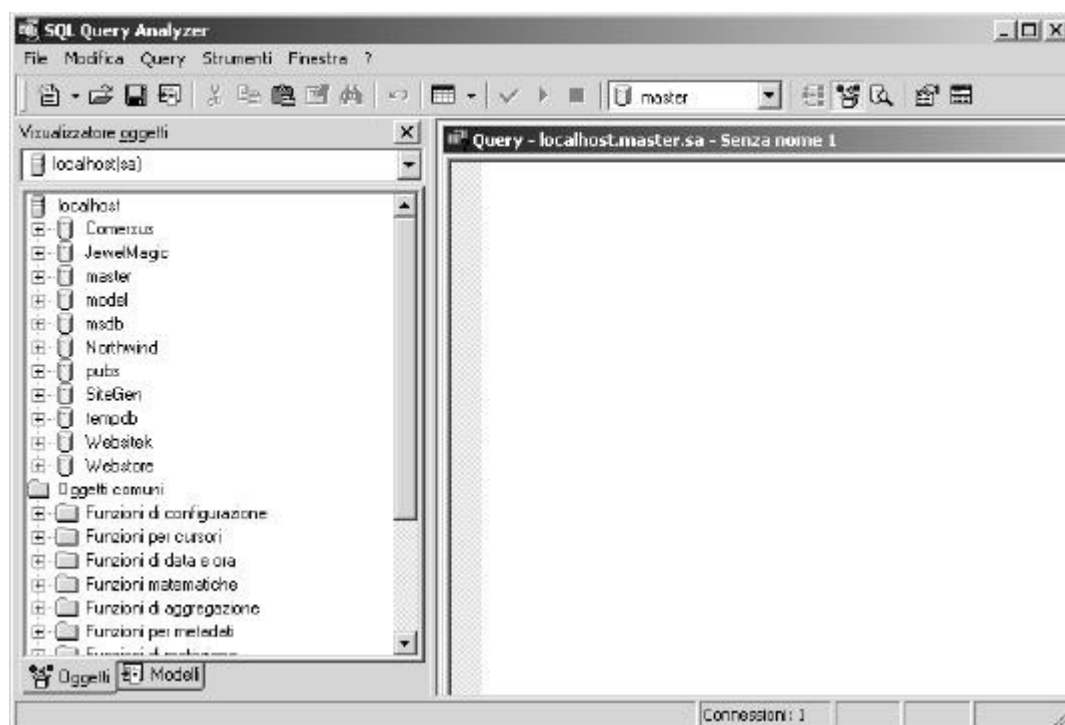 SQL Query Analyzer
File Modifica Query Strumenti Finestra ?
master
Visualizzatore oggetti
localhost(sa)
localhost
Comerzus
JewelMagic
master
model
msdb
Northwind
pubs
SiteGen
tempdb
Websitek
Webstore
Oggetti comuni
Funzioni di configurazione
Funzioni per cursori
Funzioni di data e ora
Funzioni matematiche
Funzioni di aggregazione
Funzioni per metadati
Oggetti Modelli
Query - localhost.master.sa - Senza nome 1
Connessioni: 1